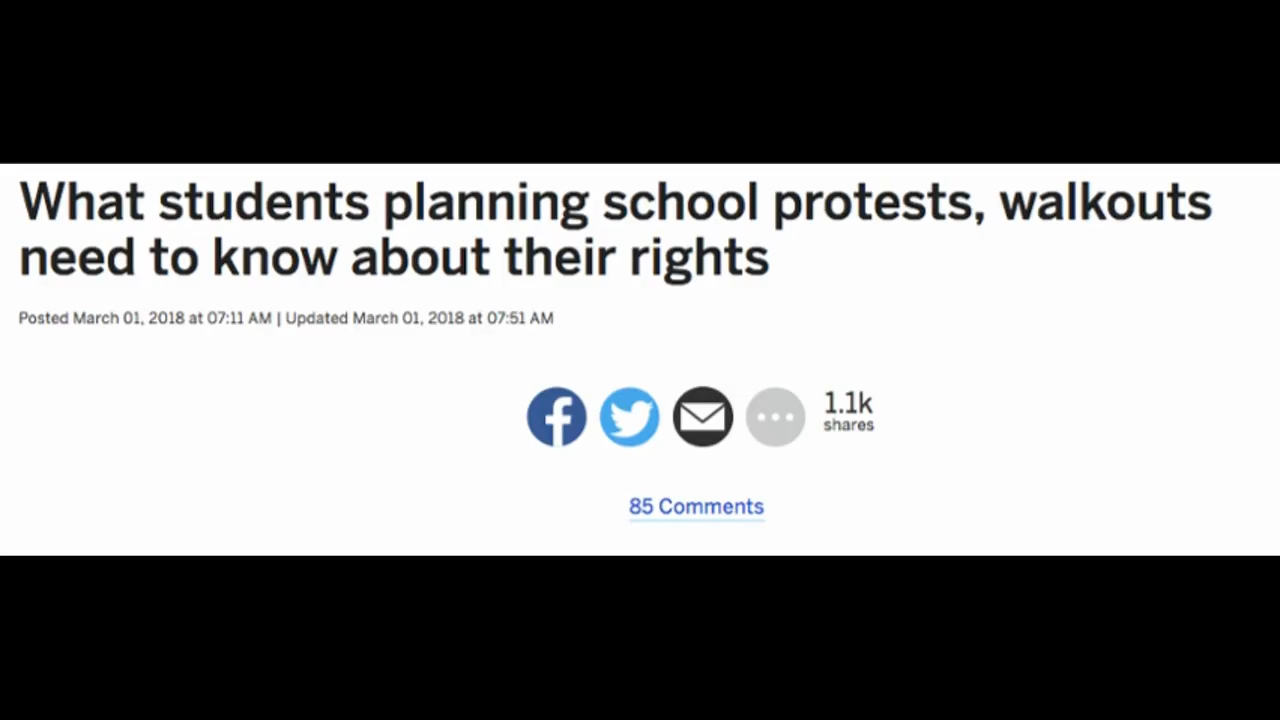 What students planning school protests, walkouts
need to know about their rights
Posted March 01, 2018 at 07:11 AM | Updated March 01, 2018 at 07:51 AM
1.1k
shares
85 Comments